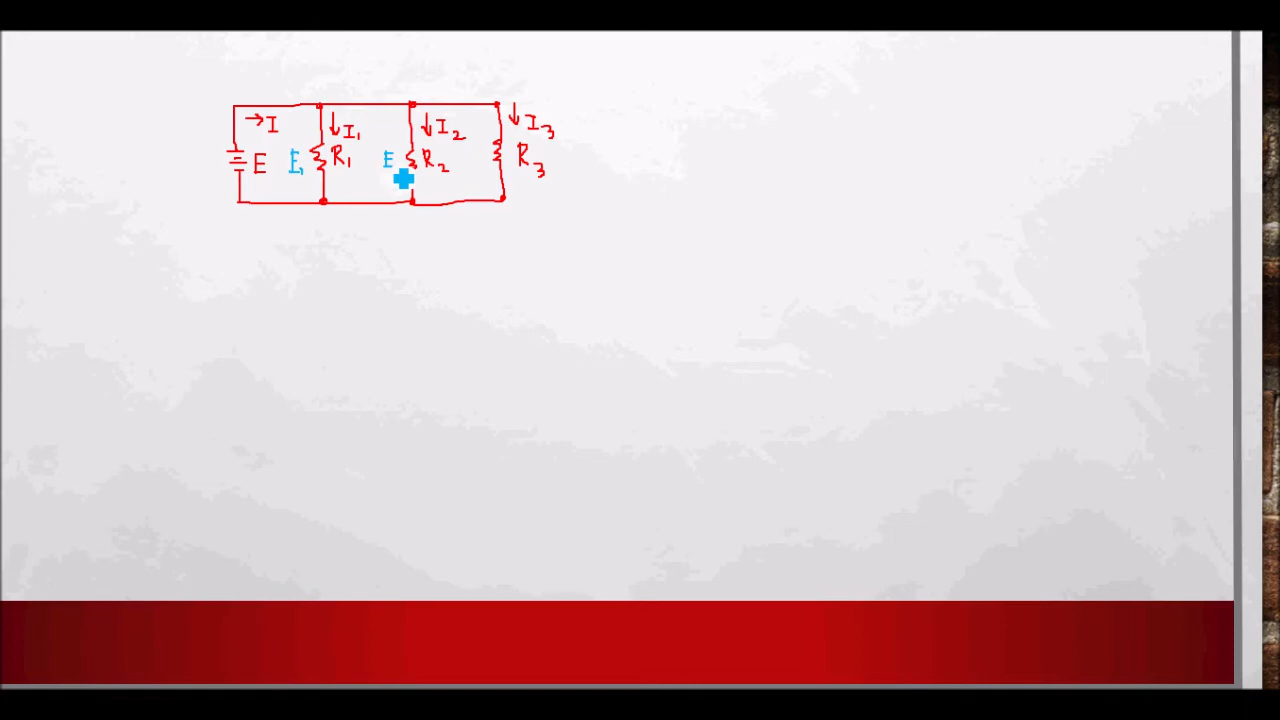 I I₁ I₂ I₃
E E₁ R₁ E R₂ R₃